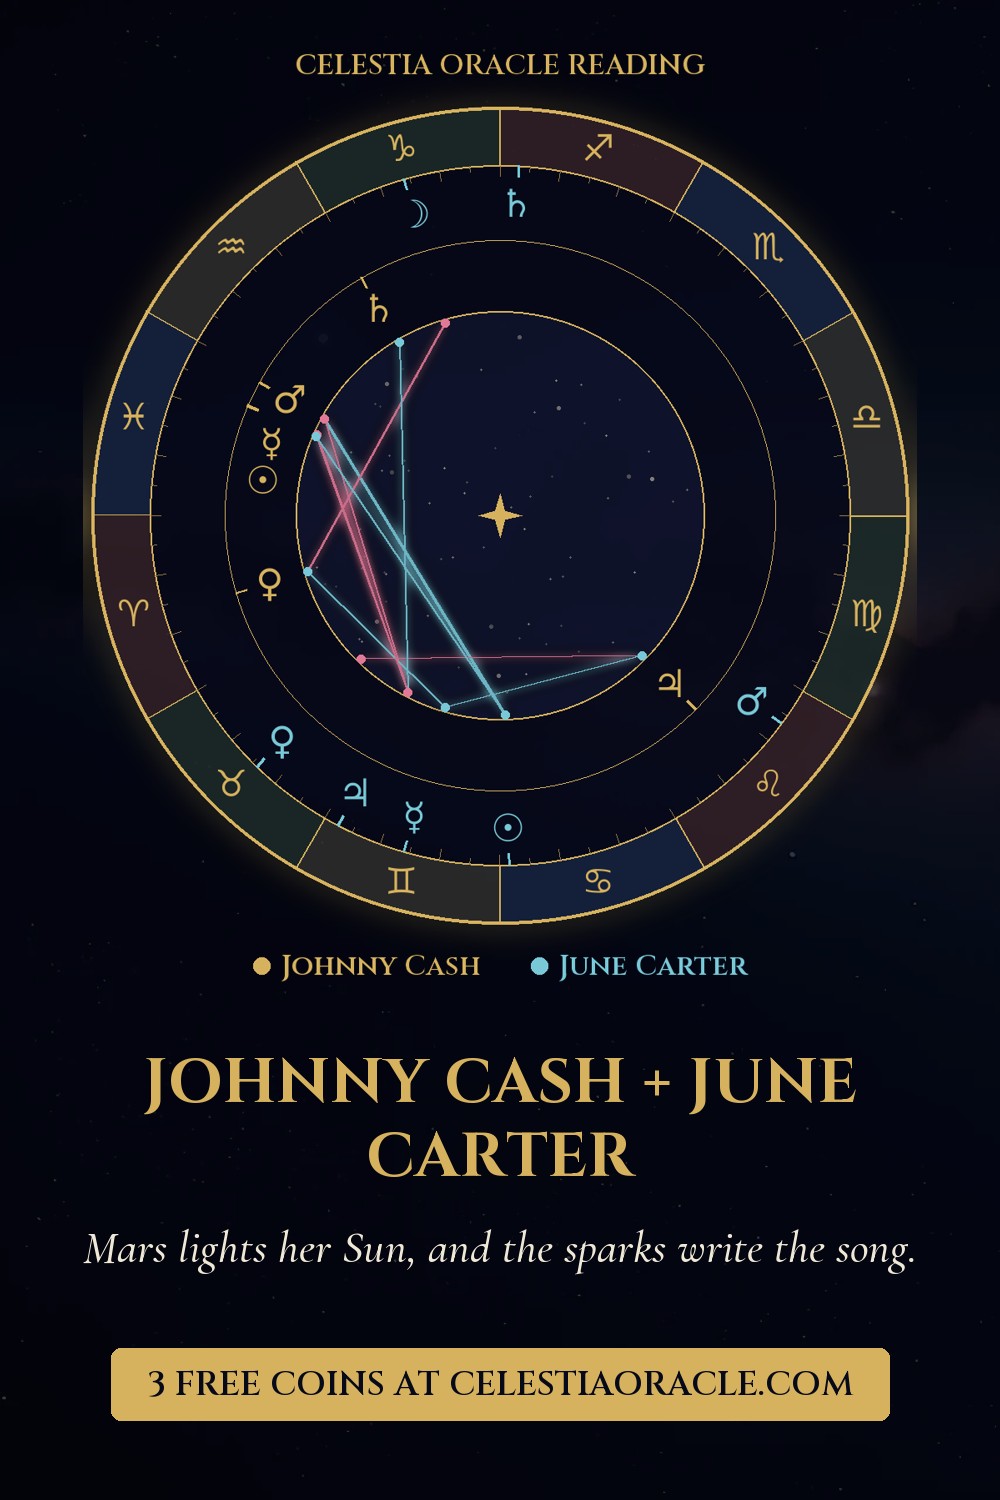 CELESTIA ORACLE READING
JOHNNY CASH
JUNE CARTER
JOHNNY CASH + JUNE
CARTER
Mars lights her Sun, and the sparks write the song.
3 FREE COINS AT CELESTIAORACLE.COM